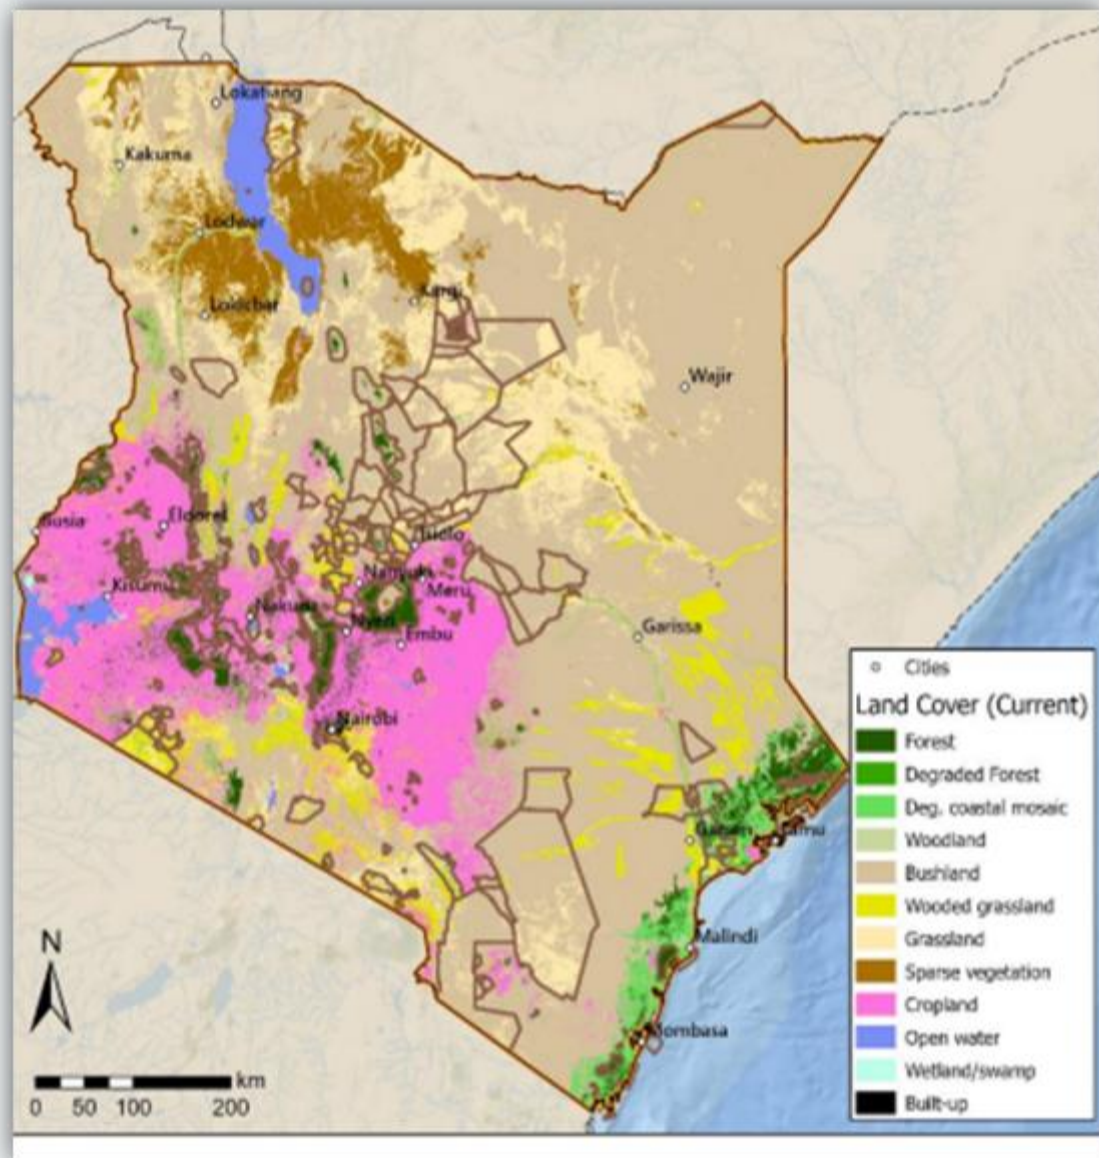 Lokabang
Kakuma
Lodwar
Lokichar
Wajir
Busia
Eldoret
Isiolo
Kisumu
Nanyuki
Meru
Nakuru
Nyeri
Embu
Garissa
Nairobi
Garsen
Lamu
Malindi
Mombasa
N
km
0 50 100 200
Cities
Land Cover (Current)
Forest
Degraded Forest
Deg. coastal mosaic
Woodland
Bushland
Wooded grassland
Grassland
Sparse vegetation
Cropland
Open water
Wetland/swamp
Built-up